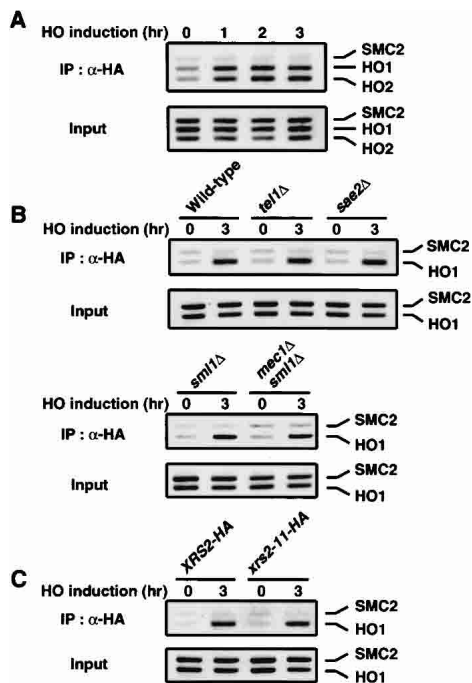 A
HO induction (hr) 0 1 2 3
IP : α-HA
SMC2
HO1
HO2
Input
SMC2
HO1
HO2
B
Wild-type tel1Δ sae2Δ
HO induction (hr) 0 3 0 3 0 3
IP : α-HA
SMC2
HO1
Input
SMC2
HO1
sml1Δ mec1Δ sml1Δ
HO induction (hr) 0 3 0 3
IP : α-HA
SMC2
HO1
Input
SMC2
HO1
C
XRS2-HA xrs2-11-HA
HO induction (hr) 0 3 0 3
IP : α-HA
SMC2
HO1
Input
SMC2
HO1